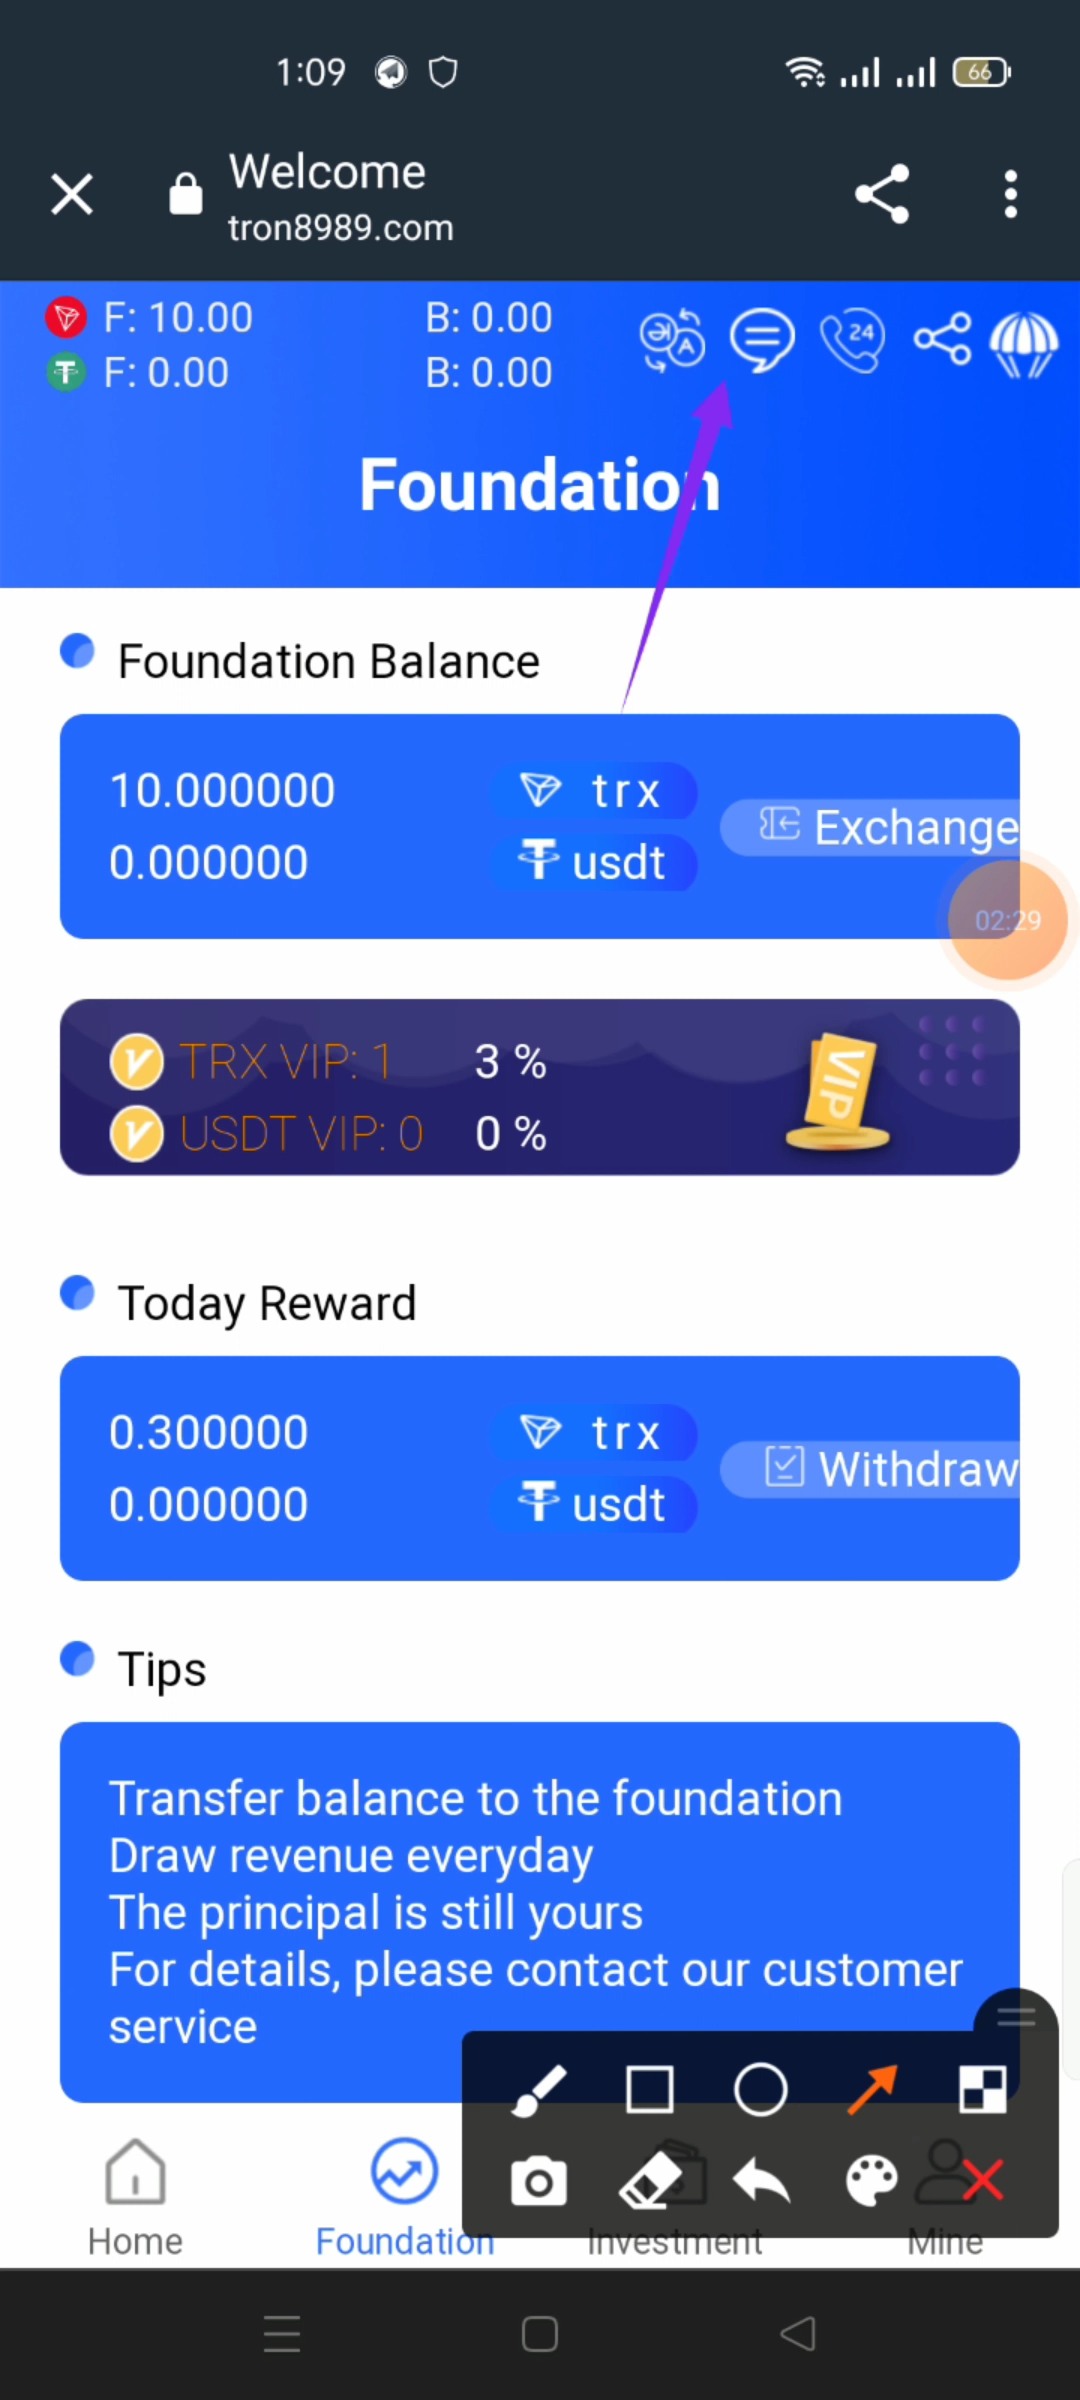 1:09
66
Welcome
tron8989.com
F: 10.00 B: 0.00
F: 0.00 B: 0.00
24
Foundation
Foundation Balance
10.000000 trx
Exchange
0.000000 usdt
02:29
TRX VIP: 1 3 %
VIP
USDT VIP: 0 0 %
Today Reward
0.300000 trx
Withdraw
0.000000 usdt
Tips
Transfer balance to the foundation
Draw revenue everyday
The principal is still yours
For details, please contact our customer
service
Home Foundation Investment Mine